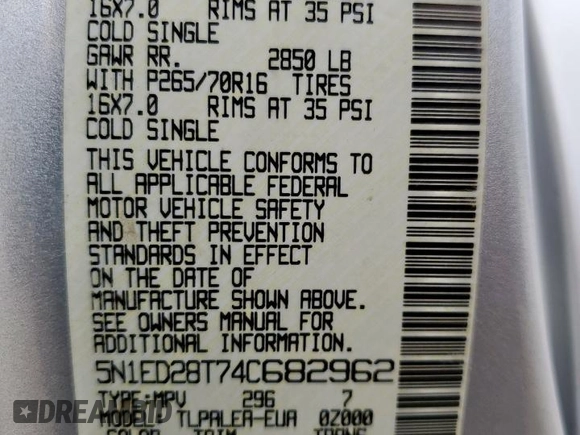 16X7.0 RIMS AT 35 PSI
COLD SINGLE
GAWR RR. 2850 LB
WITH P265/70R16 TIRES
16X7.0 RIMS AT 35 PSI
COLD SINGLE
THIS VEHICLE CONFORMS TO
ALL APPLICABLE FEDERAL
MOTOR VEHICLE SAFETY
AND THEFT PREVENTION
STANDARDS IN EFFECT
ON THE DATE OF
MANUFACTURE SHOWN ABOVE.
SEE OWNERS MANUAL FOR
ADDITIONAL INFORMATION.
5N1ED28T74C682962
TYPE:MPV 296 7
MODEL TLPALEA-EUA 0Z000
COLOR TRIM TRANS
DREAMBID